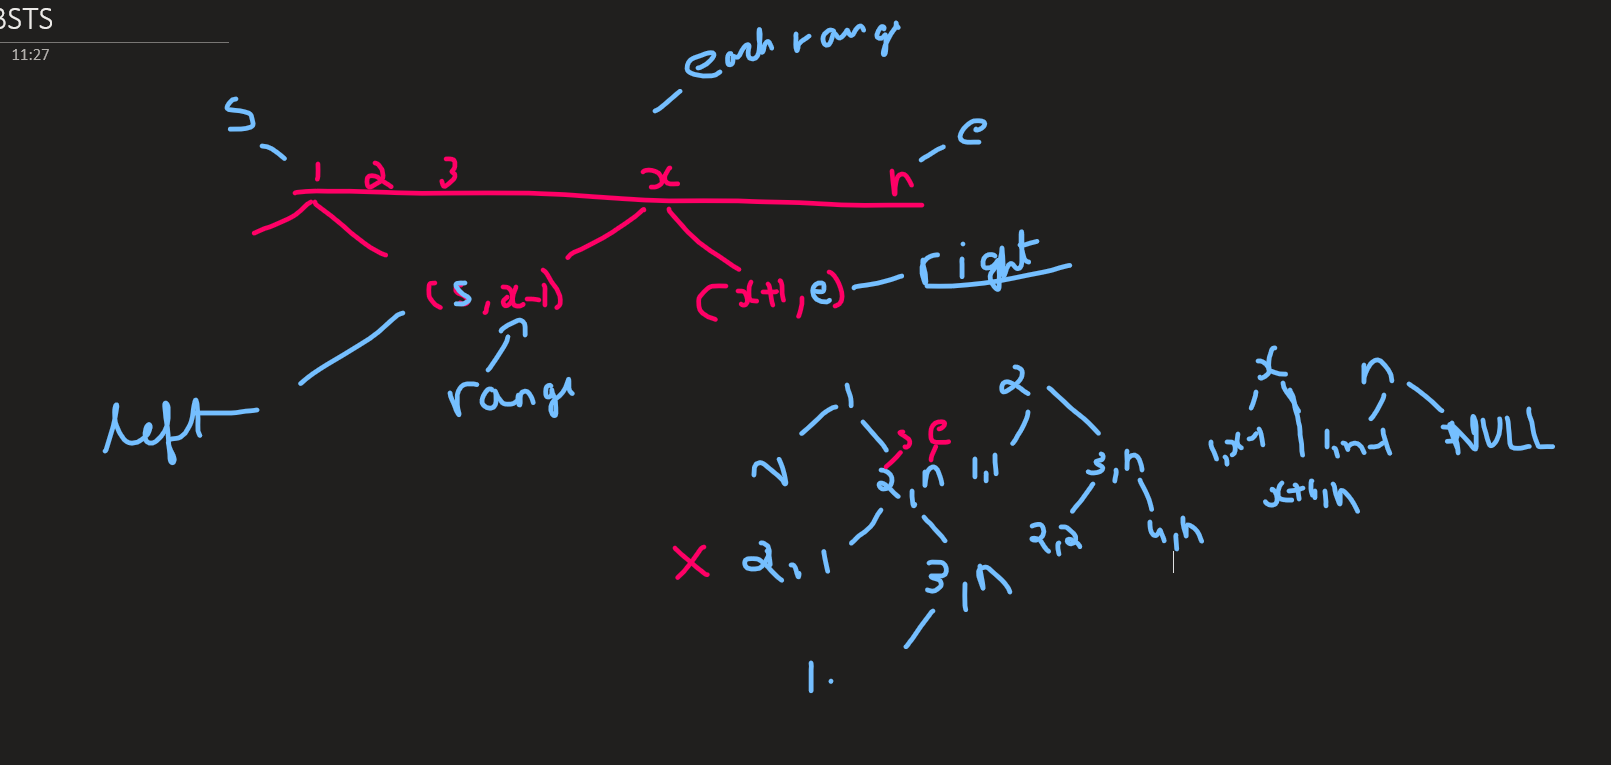 BSTS
11:27
each range
S
e
1 2 3 x n
(s, x-1) (x+1, e) right
left
range
1 2 x n
s e
N 2, n 1,1 3, n 1, x-1 1, n-1 NULL
x+1, n
X 2, 1 3, n 2,2 4, n
1.